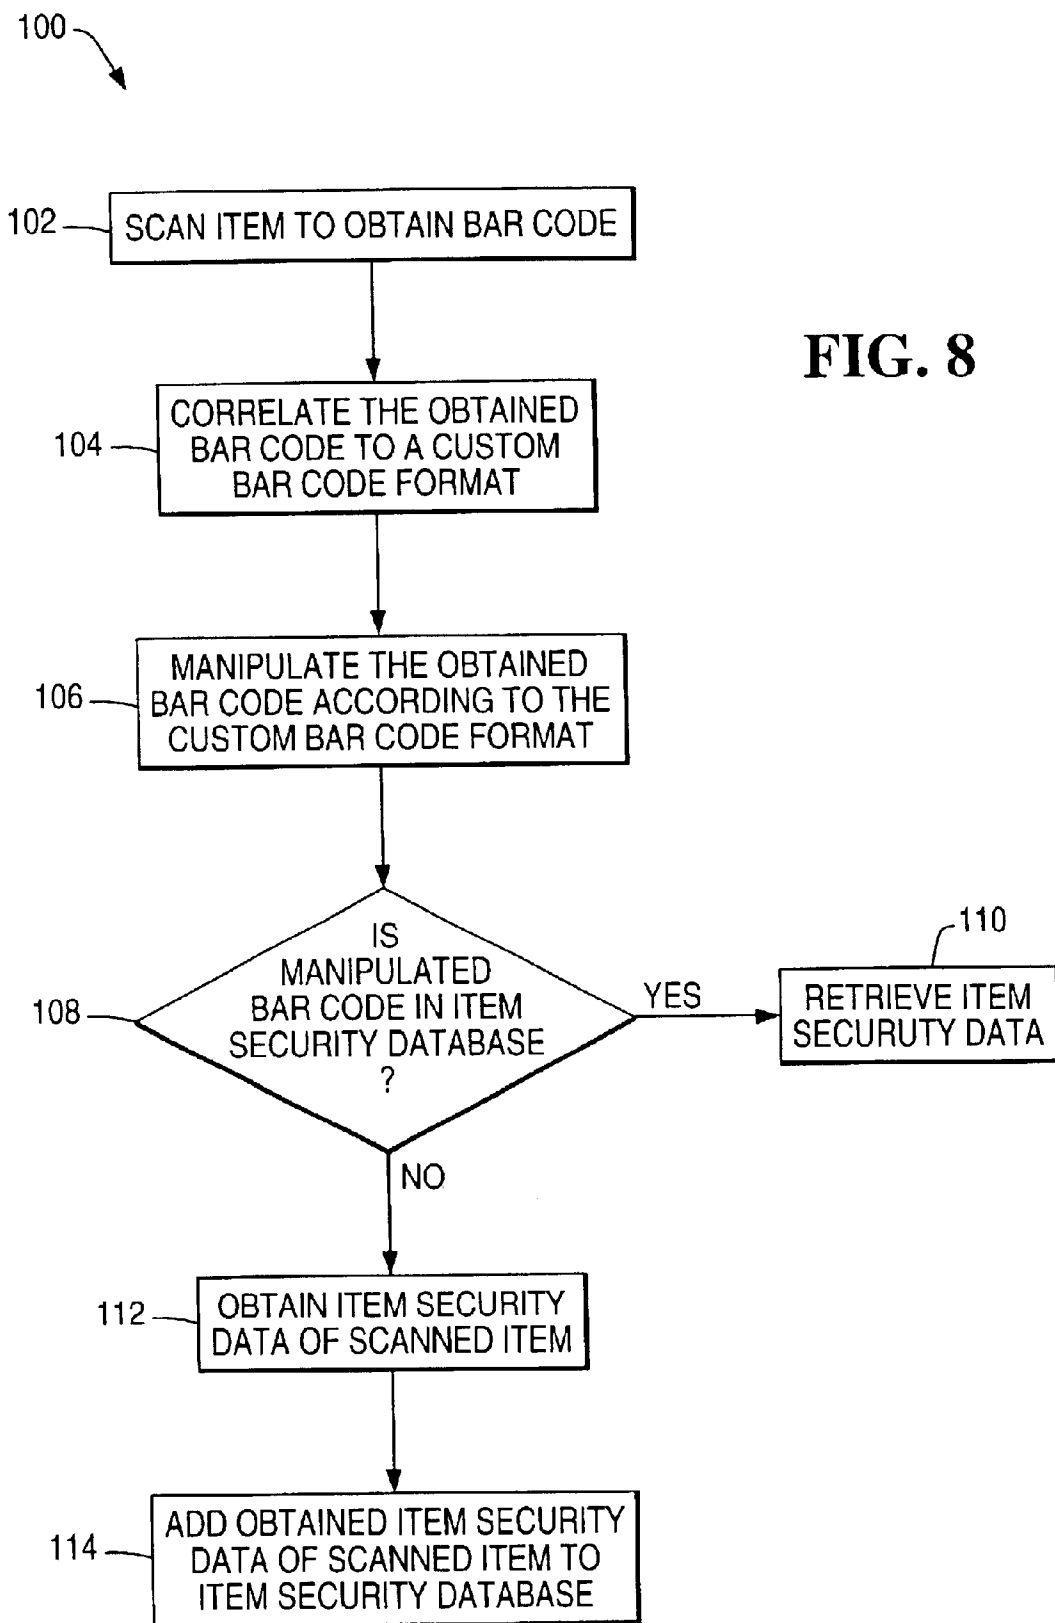 100
102
SCAN ITEM TO OBTAIN BAR CODE
FIG. 8
104
CORRELATE THE OBTAINED
BAR CODE TO A CUSTOM
BAR CODE FORMAT
106
MANIPULATE THE OBTAINED
BAR CODE ACCORDING TO THE
CUSTOM BAR CODE FORMAT
108
IS
MANIPULATED
BAR CODE IN ITEM
SECURITY DATABASE
?
YES
110
RETRIEVE ITEM
SECURUTY DATA
NO
112
OBTAIN ITEM SECURITY
DATA OF SCANNED ITEM
114
ADD OBTAINED ITEM SECURITY
DATA OF SCANNED ITEM TO
ITEM SECURITY DATABASE